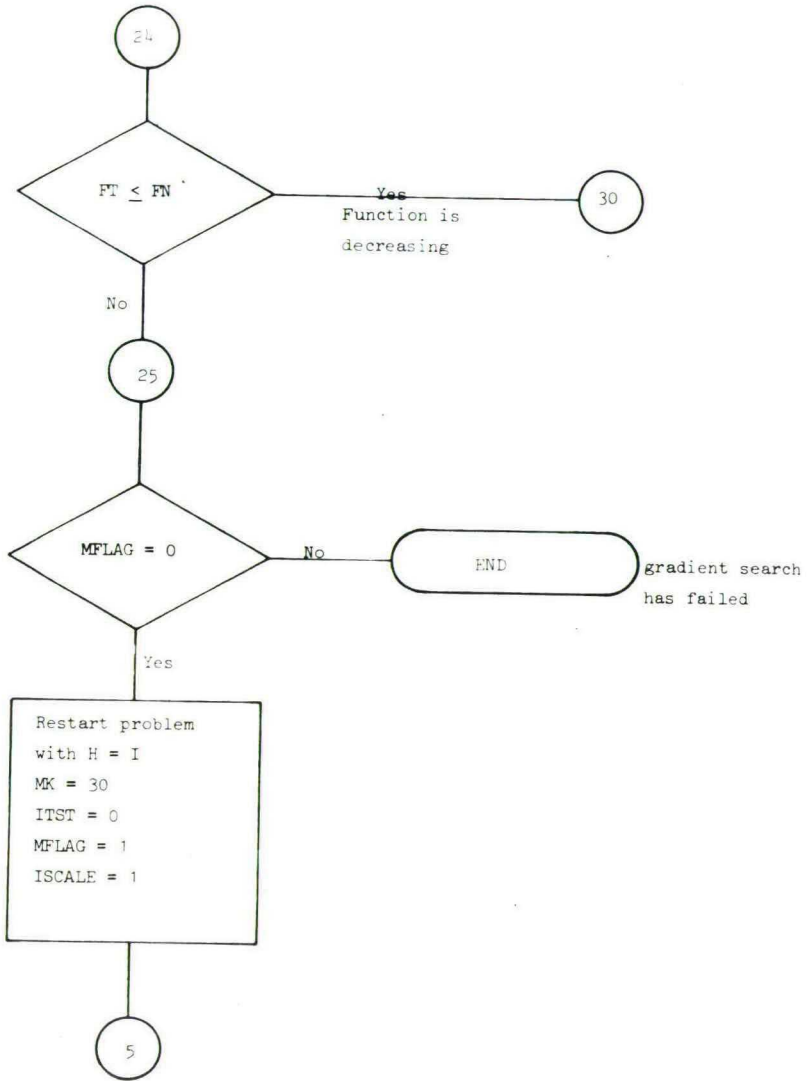 24
FT ≤ FN
Yes
30
Function is
decreasing
No
25
MFLAG = 0
No
END
gradient search
has failed
Yes
Restart problem
with H = I
MK = 30
ITST = 0
MFLAG = 1
ISCALE = 1
5